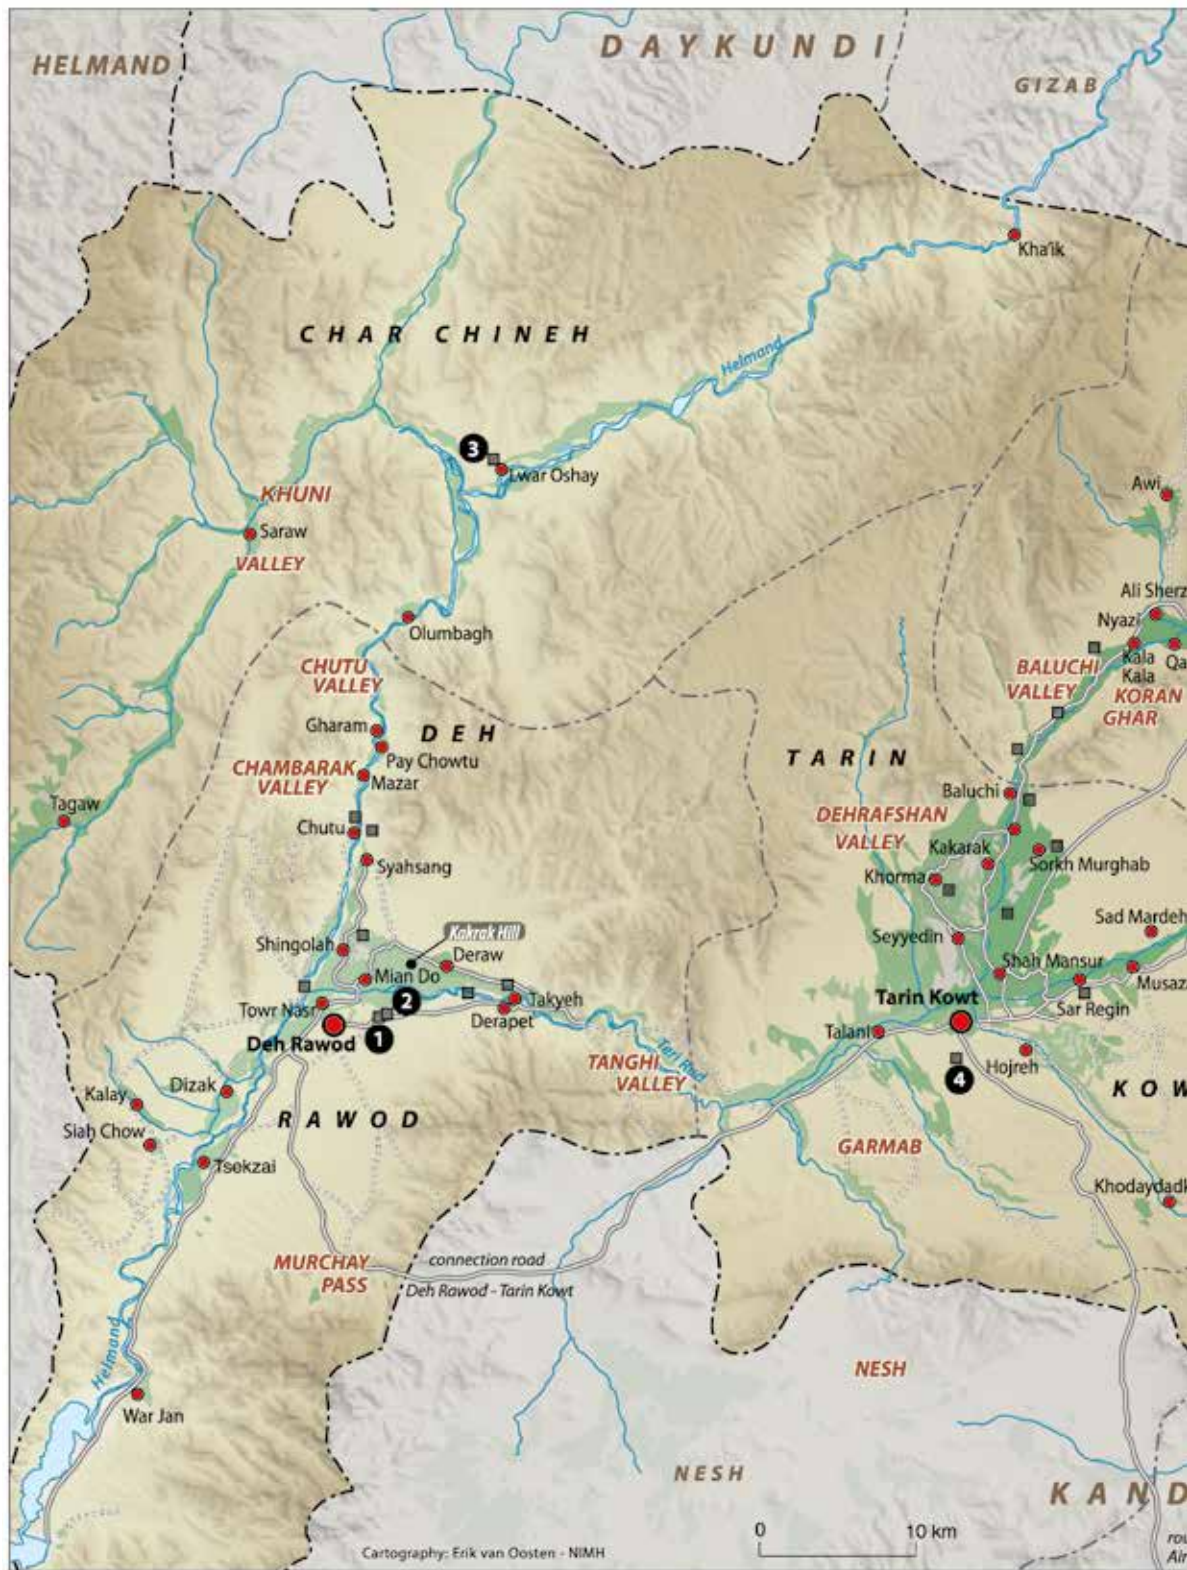 DAYKUNDI
HELMAND
GIZAB
Kha'ik
CHAR CHINEH
Helmand
3
Lwar Oshay
Awi
KHUNI
Saraw
VALLEY
Ali Sherz
Olumbagh
Nyazi
CHUTU
VALLEY
BALUCHI
VALLEY
Kala
Kala
Qa
KORAN
GHAR
Gharam
DEH
Pay Chowtu
TARIN
CHAMBARAK
VALLEY
Mazar
Baluchi
Tagaw
DEHRAFSHAN
VALLEY
Chutu
Kakarak
Syahsang
Sorkh Murghab
Khorma
Sad Mardeh
Kakrak Hill
Shingolah
Seyyedin
Deraw
Mian Do
Shah Mansur
Musaz
2
Towr Nasr
Takyeh
Tarin Kowt
Sar Regin
Derapet
1
Deh Rawod
Talani
Tiri Rud
TANGHI
VALLEY
Hojreh
4
Dizak
Kalay
KOW
RAWOD
Siah Chow
GARMAB
Tsekzai
Khodaydadk
MURCHAY
PASS
connection road
Deh Rawod - Tarin Kowt
Helmand
NESH
War Jan
NESH
KAND
0 10 km
rou
Air
Cartography: Erik van Oosten - NIMH